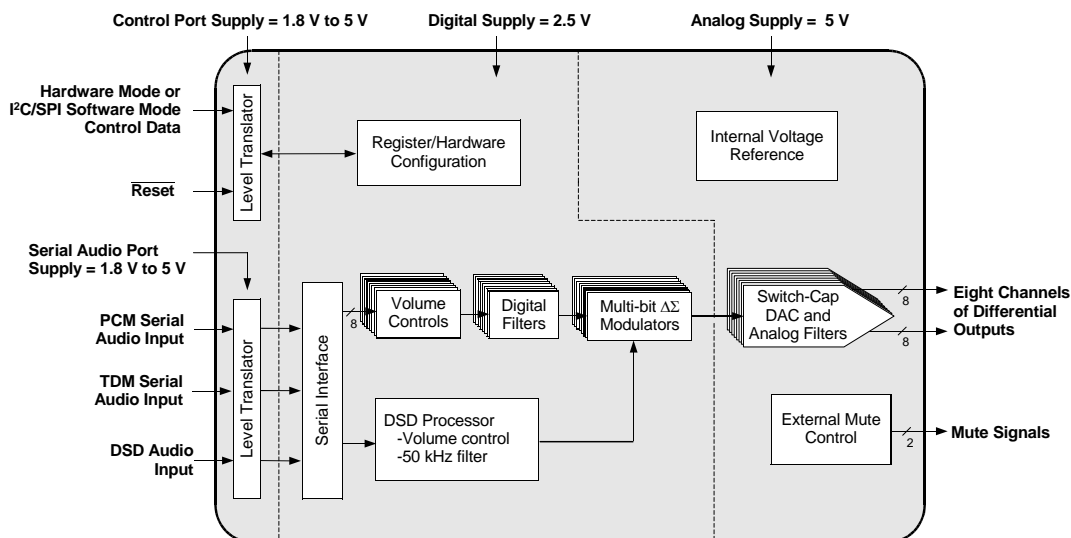 Control Port Supply = 1.8 V to 5 V
Digital Supply = 2.5 V
Analog Supply = 5 V
Hardware Mode or
I²C/SPI Software Mode
Control Data
Reset
Level Translator
Register/Hardware
Configuration
Internal Voltage
Reference
Serial Audio Port
Supply = 1.8 V to 5 V
PCM Serial
Audio Input
TDM Serial
Audio Input
DSD Audio
Input
Level Translator
Serial Interface
8
Volume
Controls
Digital
Filters
Multi-bit ΔΣ
Modulators
Switch-Cap
DAC and
Analog Filters
8
8
Eight Channels
of Differential
Outputs
DSD Processor
-Volume control
-50 kHz filter
External Mute
Control
2
Mute Signals